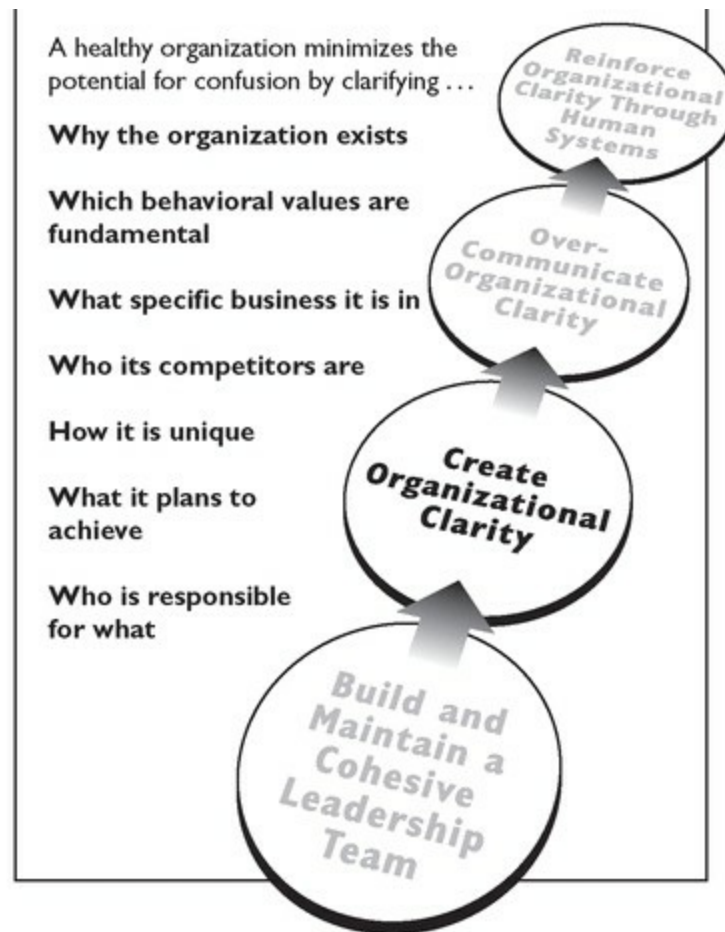 A healthy organization minimizes the
potential for confusion by clarifying …
Why the organization exists
Which behavioral values are
fundamental
What specific business it is in
Who its competitors are
How it is unique
What it plans to
achieve
Who is responsible
for what
Reinforce
Organizational
Clarity Through
Human
Systems
Over-
Communicate
Organizational
Clarity
Create
Organizational
Clarity
Build and
Maintain a
Cohesive
Leadership
Team